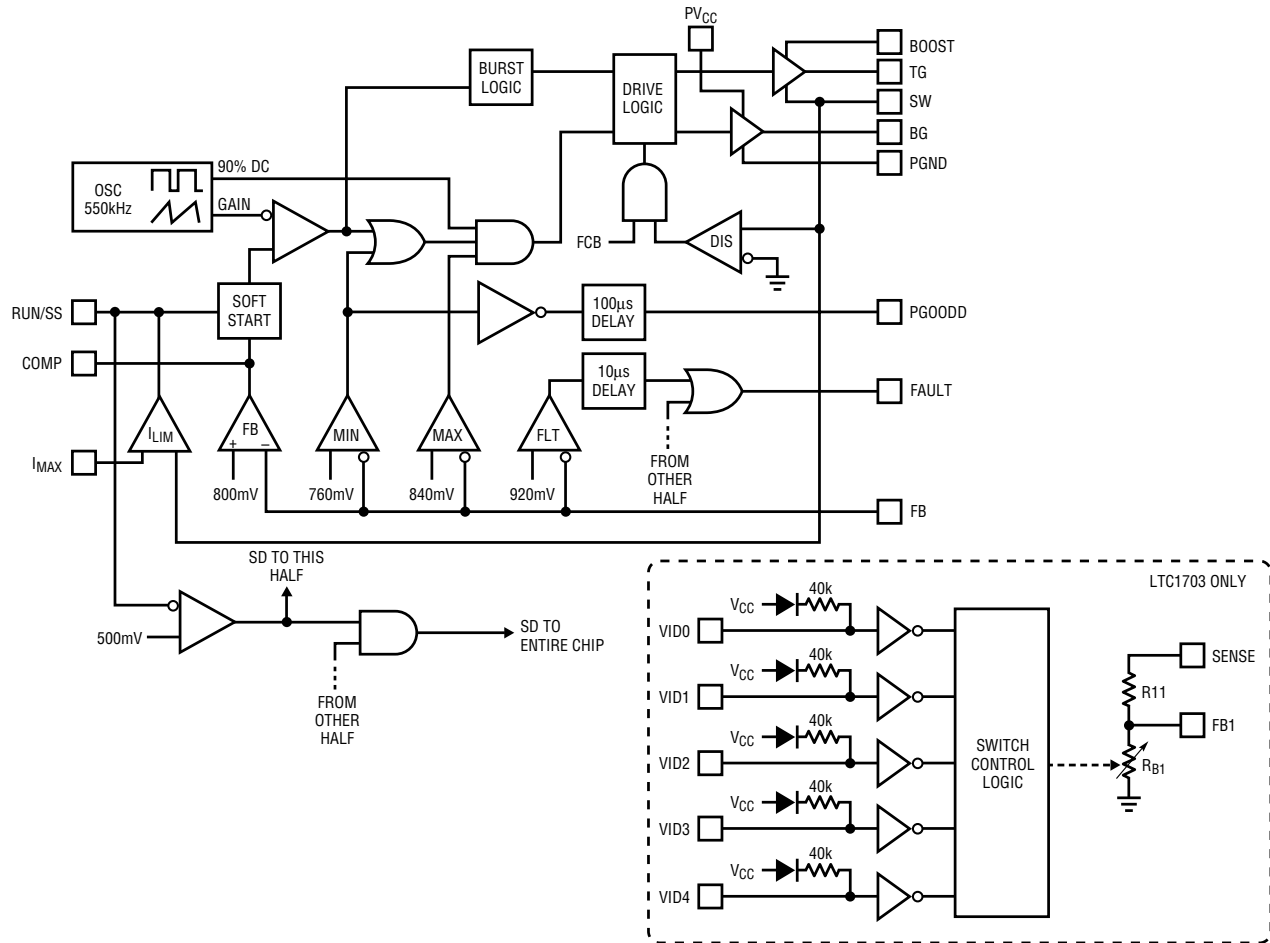 PVCC
BOOST
TG
SW
BG
PGND
BURST
LOGIC
DRIVE
LOGIC
OSC
550kHz
90% DC
GAIN
FCB
DIS
RUN/SS
SOFT
START
100µs
DELAY
PGOODD
COMP
10µs
DELAY
FAULT
ILIM
FB
+
–
MIN
MAX
FLT
IMAX
800mV
760mV
840mV
920mV
FROM
OTHER
HALF
FB
SD TO THIS
HALF
500mV
SD TO
ENTIRE CHIP
FROM
OTHER
HALF
LTC1703 ONLY
VCC
40k
VID0
VCC
40k
VID1
VCC
40k
VID2
VCC
40k
VID3
VCC
40k
VID4
SWITCH
CONTROL
LOGIC
SENSE
R11
FB1
RB1